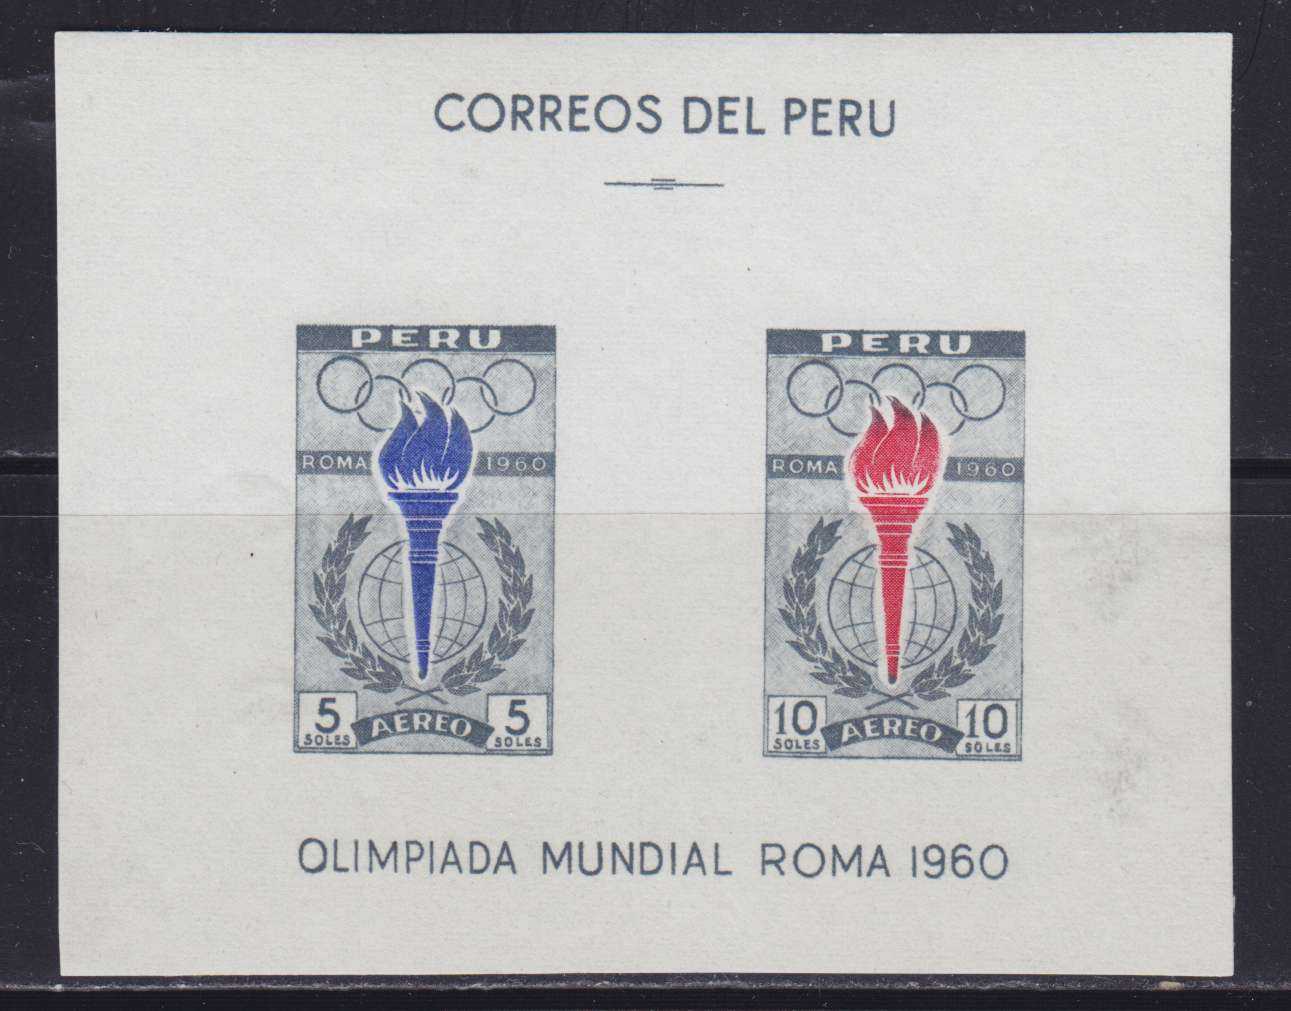 CORREOS DEL PERU
PERU
ROMA 1960
5 SOLES
AEREO
5 SOLES
PERU
ROMA 1960
10 SOLES
AEREO
10 SOLES
OLIMPIADA MUNDIAL ROMA 1960